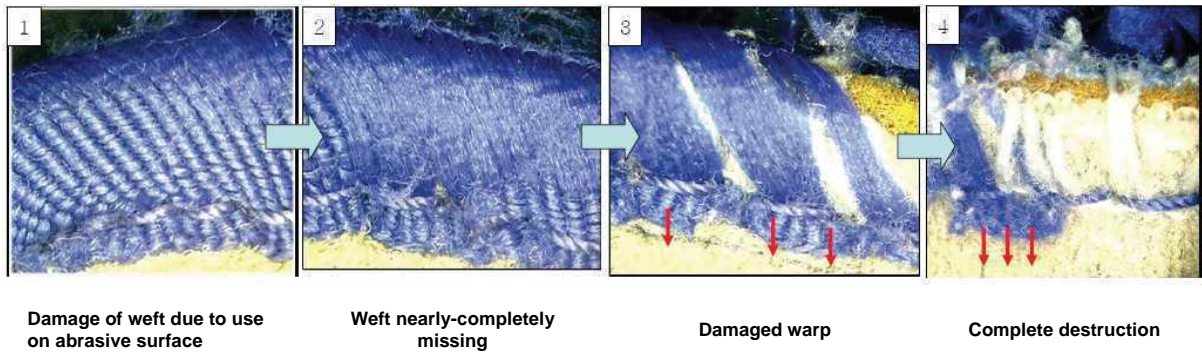 1
2
3
4
Damage of weft due to use
on abrasive surface
Weft nearly-completely
missing
Damaged warp
Complete destruction